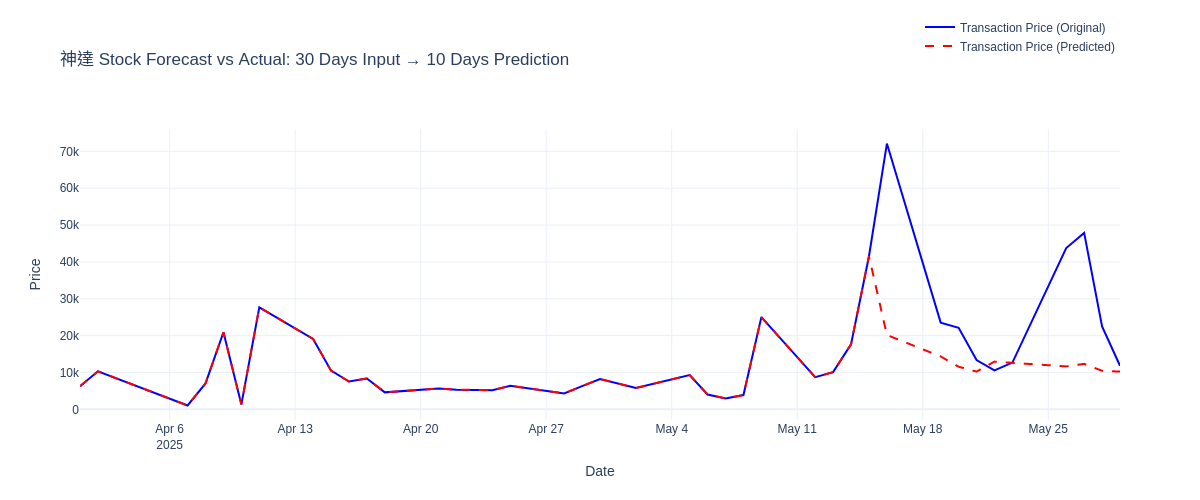 Transaction Price (Original)
Transaction Price (Predicted)
神達 Stock Forecast vs Actual: 30 Days Input → 10 Days Prediction
70k
60k
50k
40k
30k
20k
10k
0
Price
Apr 6
2025
Apr 13
Apr 20
Apr 27
May 4
May 11
May 18
May 25
Date